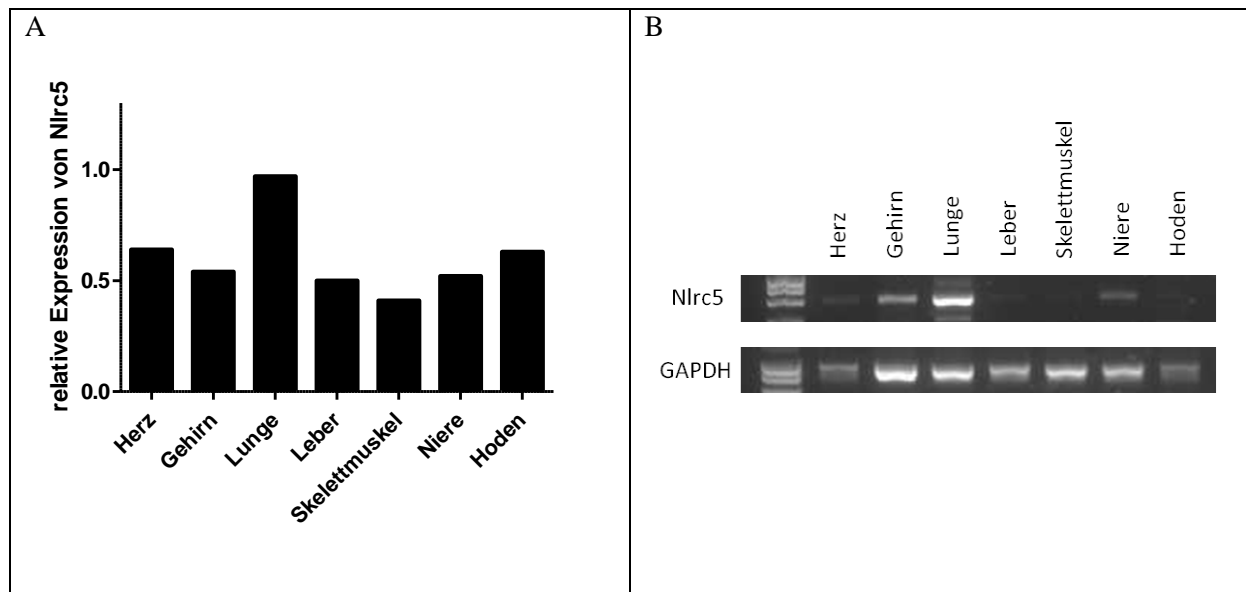 A
relative Expression von Nlrc5
1.0
0.5
0.0
Herz
Gehirn
Lunge
Leber
Skelettmuskel
Niere
Hoden
B
Herz
Gehirn
Lunge
Leber
Skelettmuskel
Niere
Hoden
Nlrc5
GAPDH